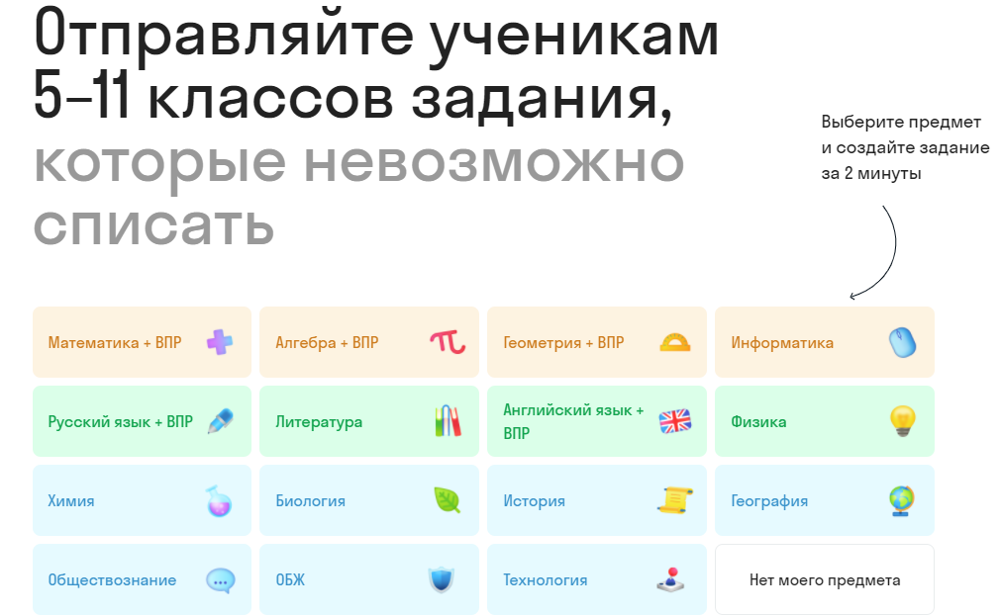 Отправляйте ученикам
5–11 классов задания,
которые невозможно
списать
Выберите предмет
и создайте задание
за 2 минуты
Математика + ВПР
Алгебра + ВПР
Геометрия + ВПР
Информатика
Русский язык + ВПР
Литература
Английский язык +
ВПР
Физика
Химия
Биология
История
География
Обществознание
ОБЖ
Технология
Нет моего предмета